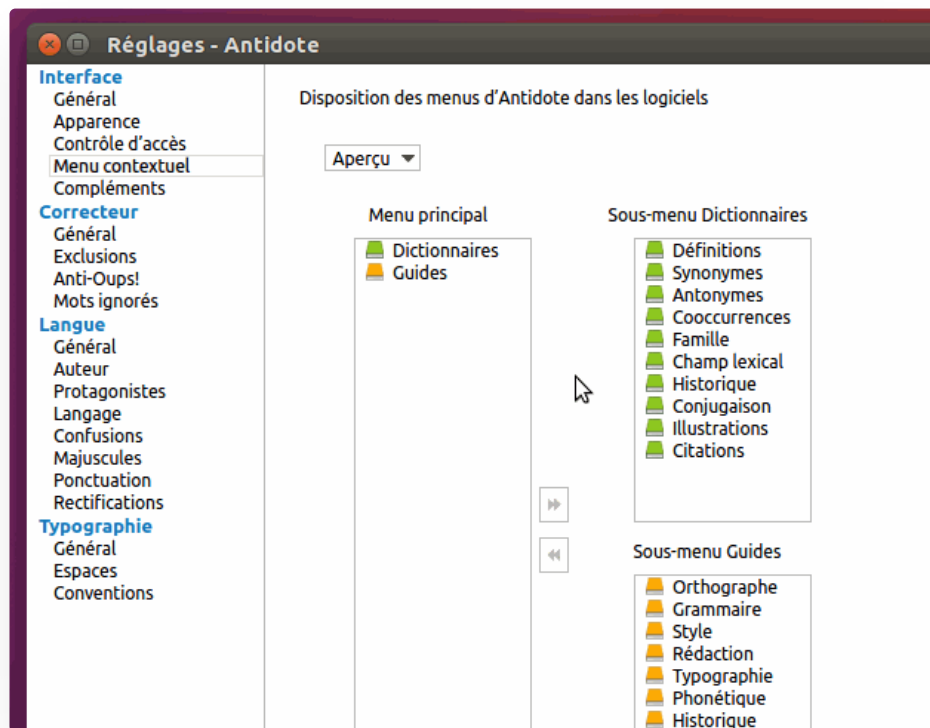 Réglages - Antidote
Interface
Général
Apparence
Contrôle d'accès
Menu contextuel
Compléments
Correcteur
Général
Exclusions
Anti-Oups!
Mots ignorés
Langue
Général
Auteur
Protagonistes
Langage
Confusions
Majuscules
Ponctuation
Rectifications
Typographie
Général
Espaces
Conventions
Disposition des menus d'Antidote dans les logiciels
Aperçu
Menu principal
Dictionnaires
Guides
Sous-menu Dictionnaires
Définitions
Synonymes
Antonymes
Cooccurrences
Famille
Champ lexical
Historique
Conjugaison
Illustrations
Citations
Sous-menu Guides
Orthographe
Grammaire
Style
Rédaction
Typographie
Phonétique
Historique